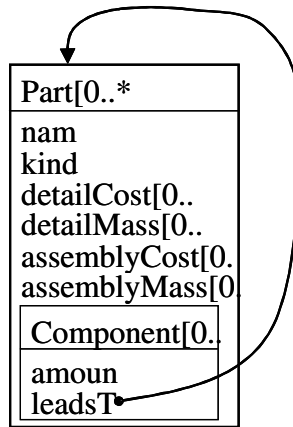 Part[0..*
nam
kind
detailCost[0..
detailMass[0..
assemblyCost[0.
assemblyMass[0.
Component[0..
amoun
leadsT